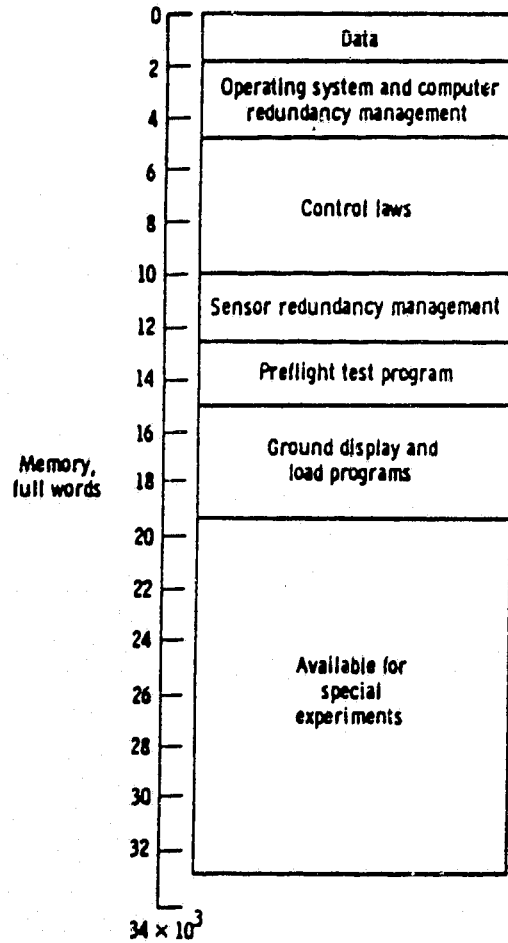 0
Data
2
Operating system and computer
redundancy management
4
6
Control laws
8
10
Sensor redundancy management
12
Preflight test program
14
16
Ground display and
load programs
Memory,
full words
18
20
22
24
Available for
special
experiments
26
28
30
32
34 × 10³